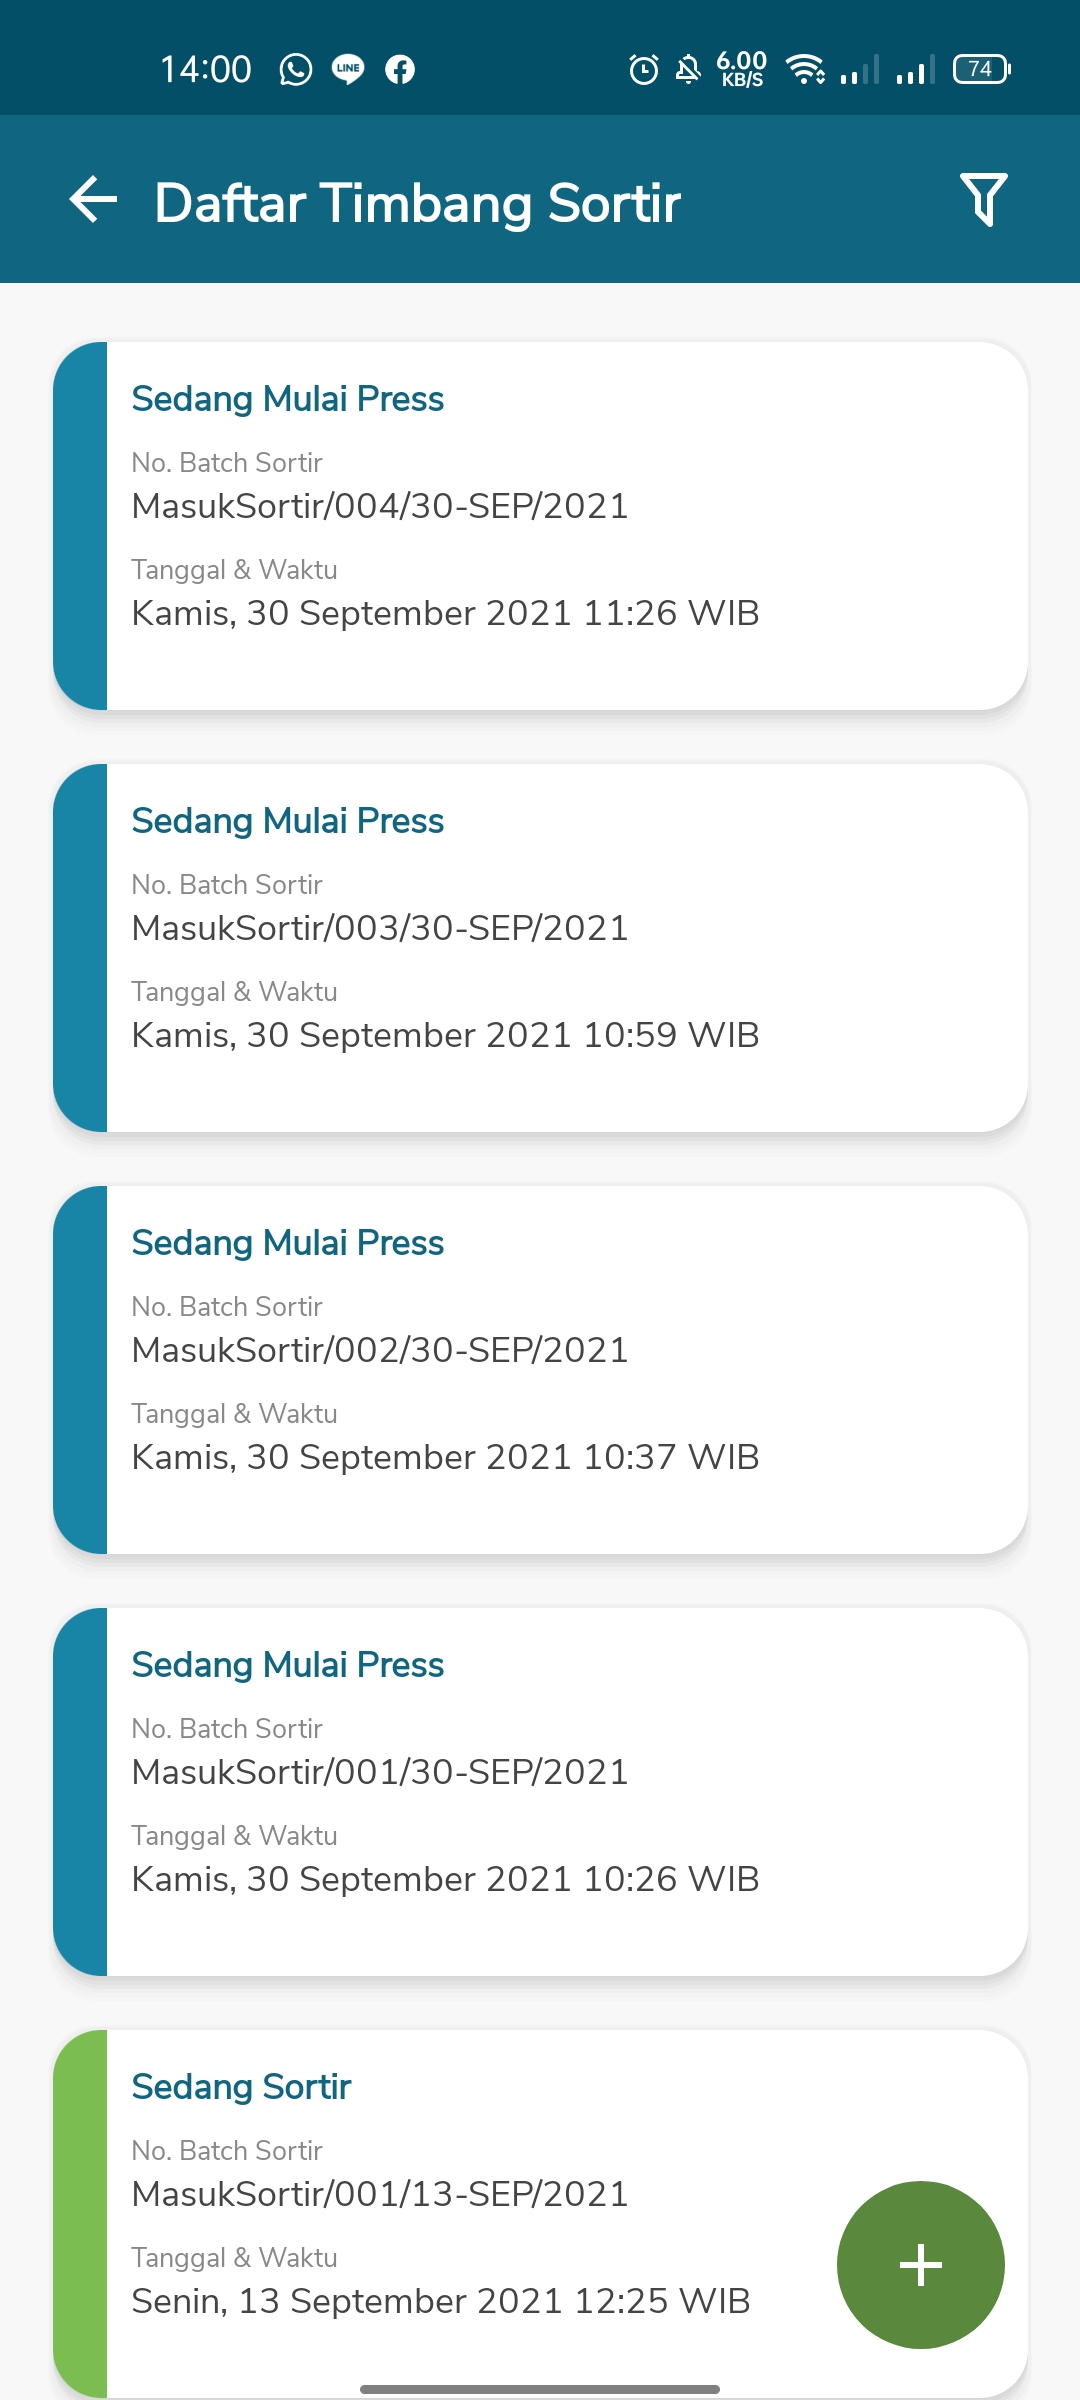 14:00 LINE 6.00 KB/S 74
Daftar Timbang Sortir
Sedang Mulai Press
No. Batch Sortir
MasukSortir/004/30-SEP/2021
Tanggal & Waktu
Kamis, 30 September 2021 11:26 WIB
Sedang Mulai Press
No. Batch Sortir
MasukSortir/003/30-SEP/2021
Tanggal & Waktu
Kamis, 30 September 2021 10:59 WIB
Sedang Mulai Press
No. Batch Sortir
MasukSortir/002/30-SEP/2021
Tanggal & Waktu
Kamis, 30 September 2021 10:37 WIB
Sedang Mulai Press
No. Batch Sortir
MasukSortir/001/30-SEP/2021
Tanggal & Waktu
Kamis, 30 September 2021 10:26 WIB
Sedang Sortir
No. Batch Sortir
MasukSortir/001/13-SEP/2021
Tanggal & Waktu
Senin, 13 September 2021 12:25 WIB